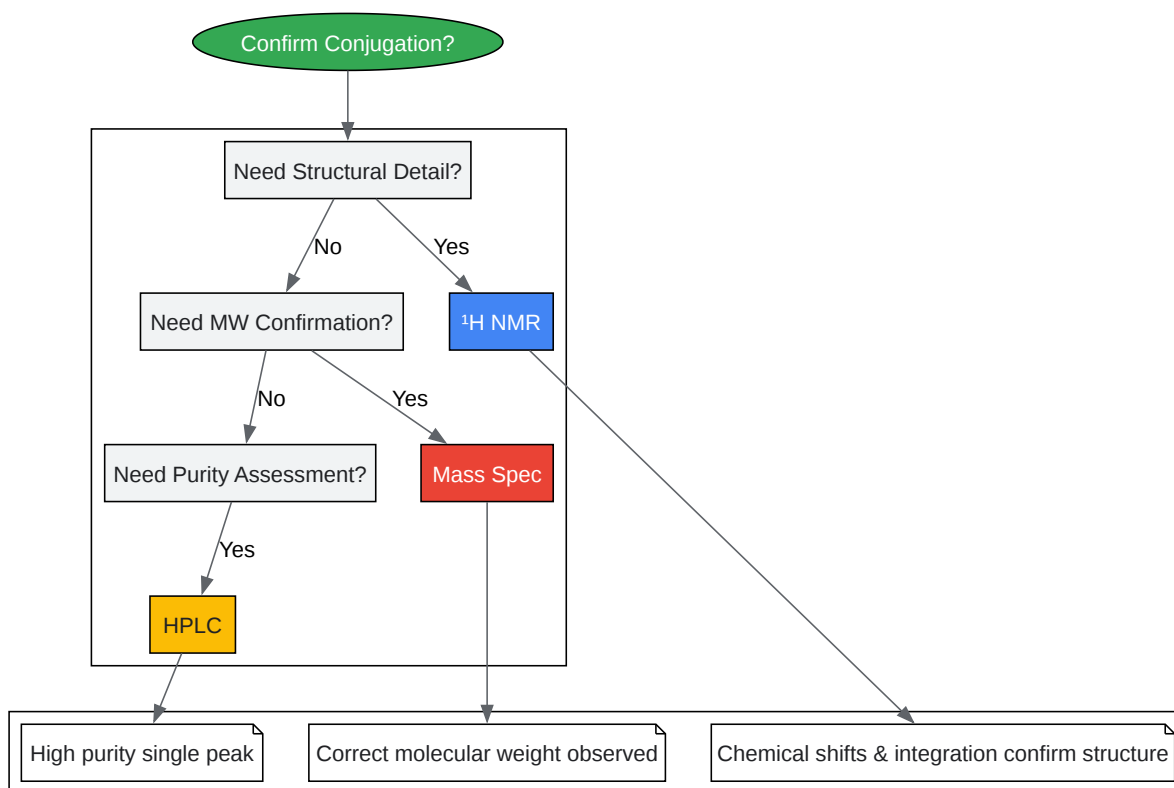 Confirm Conjugation?
Need Structural Detail?
No
Yes
Need MW Confirmation?
¹H NMR
No
Yes
Need Purity Assessment?
Mass Spec
Yes
HPLC
High purity single peak
Correct molecular weight observed
Chemical shifts & integration confirm structure